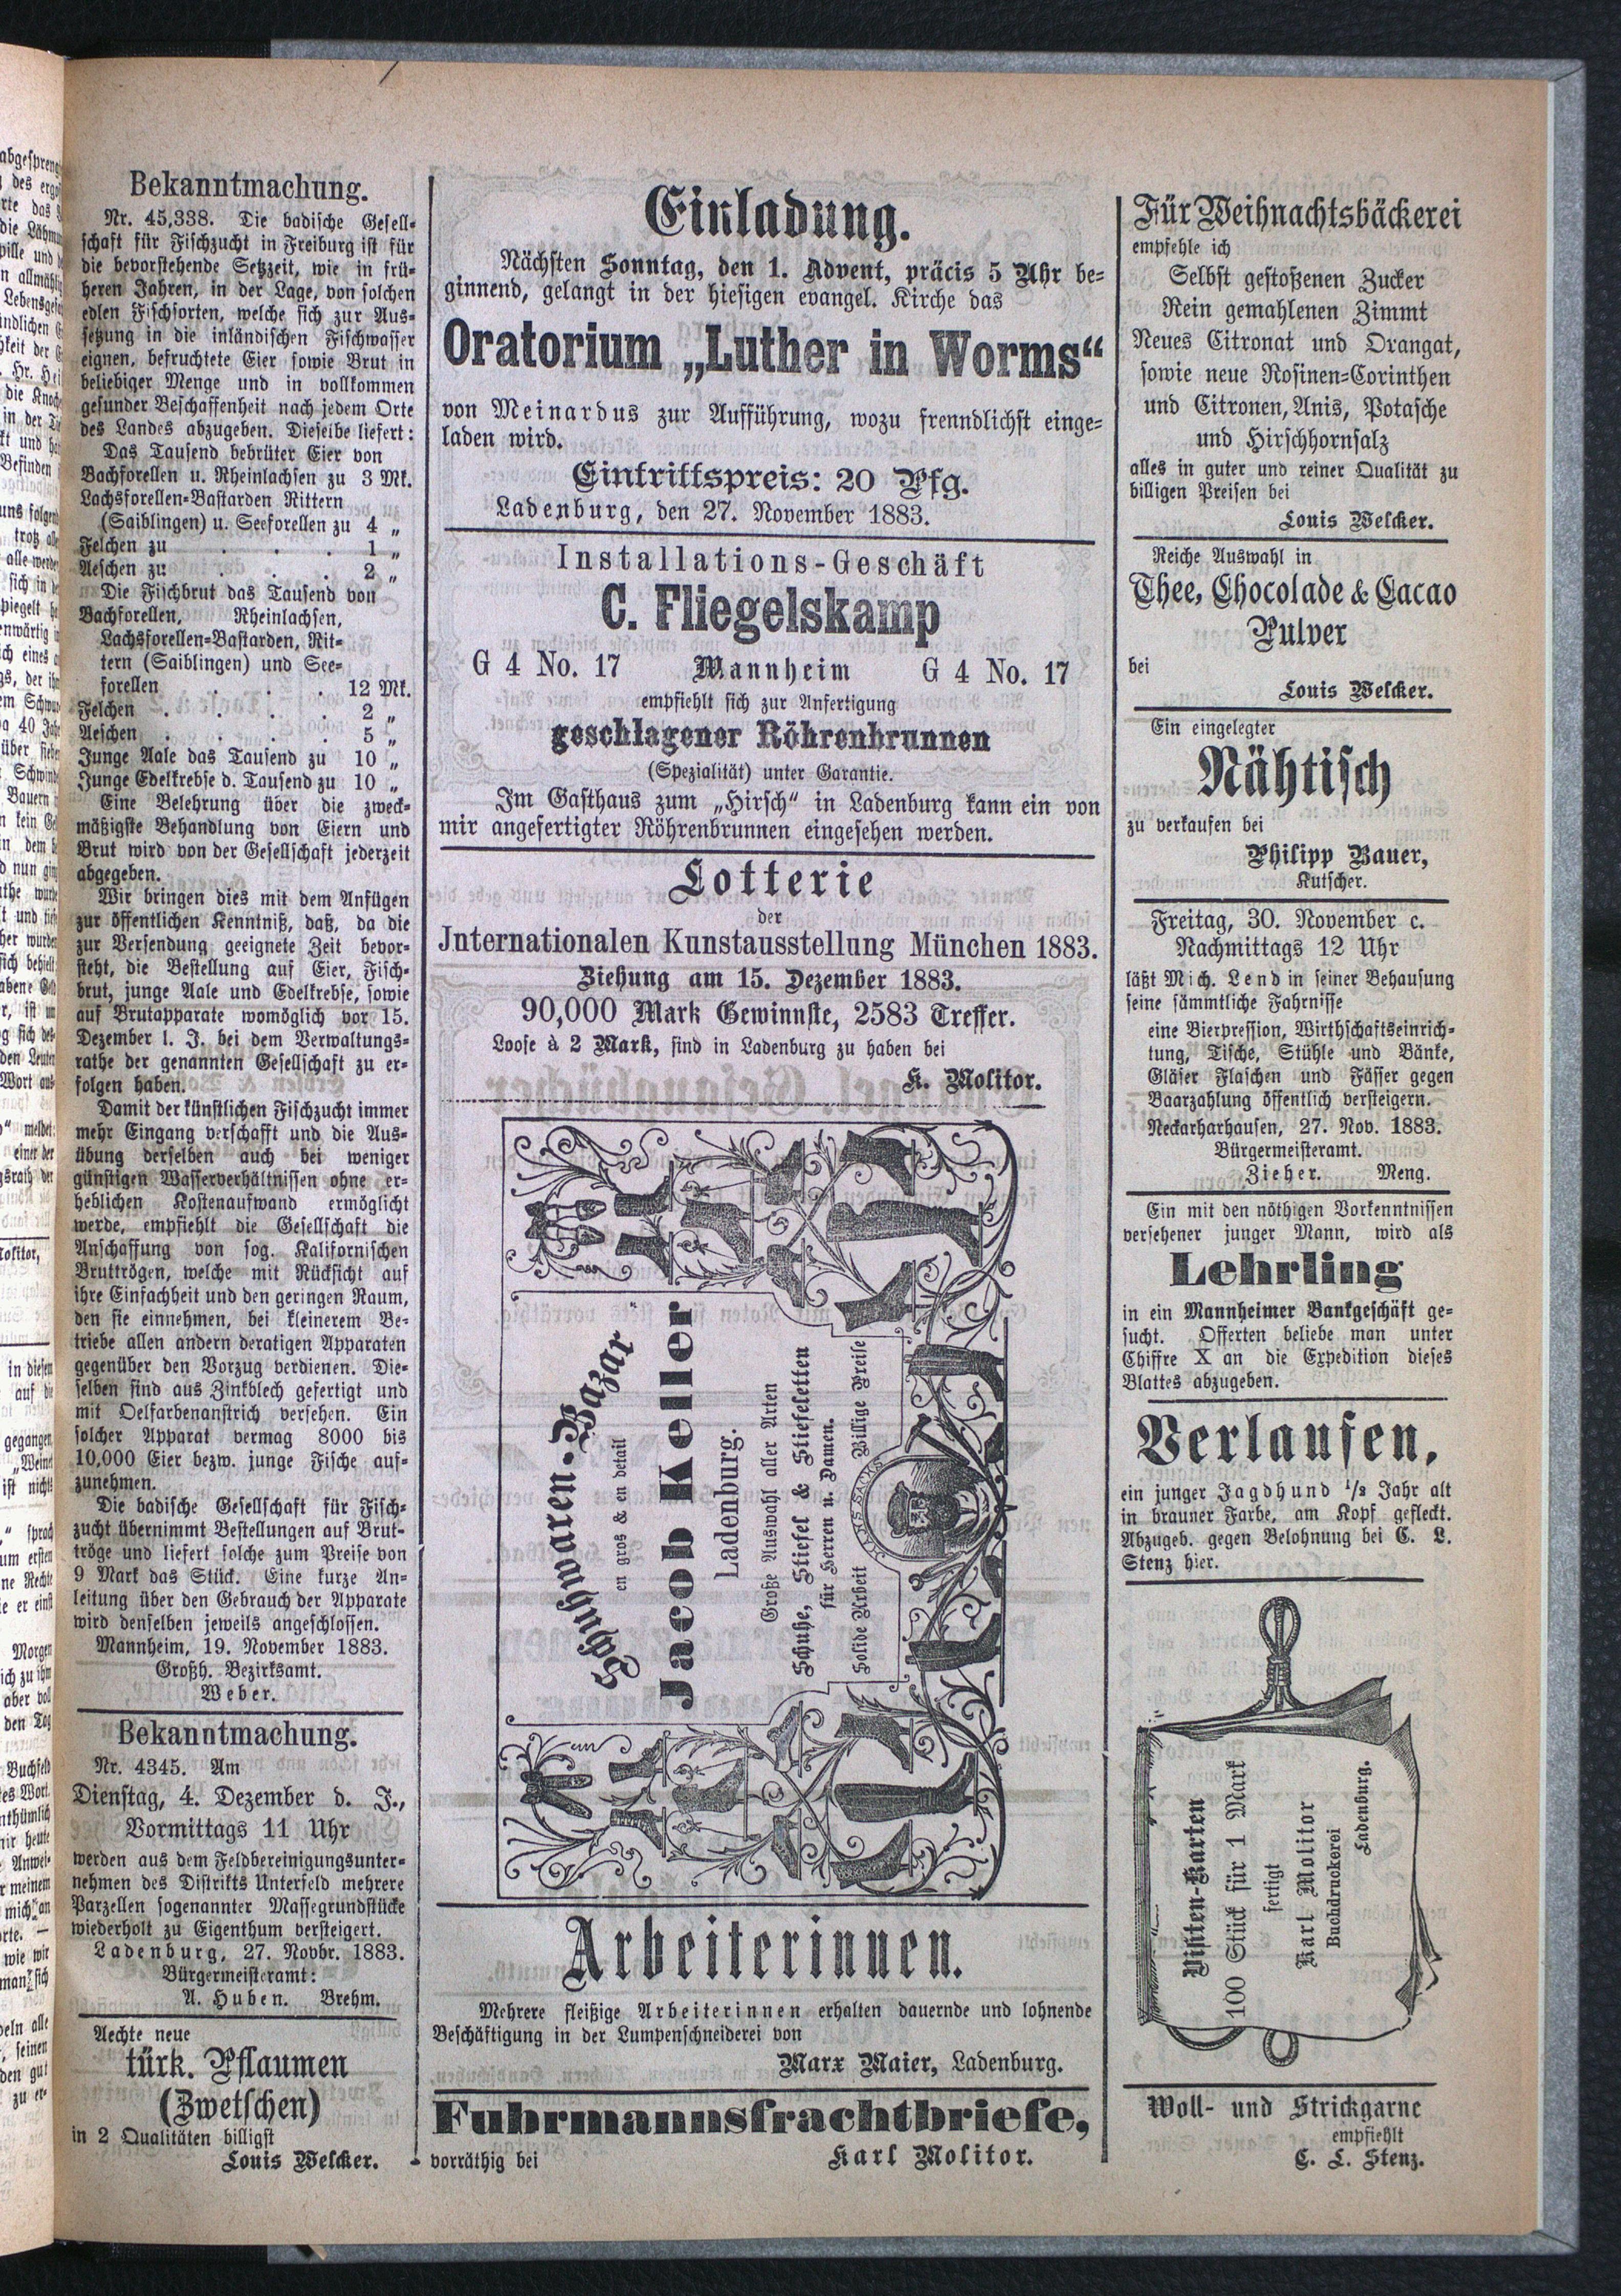 Bekanntmachung.
Nr. 45,338. Die badische Gesell-
schaft für Fischzucht in Freiburg ist für
die bevorstehende Setzzeit, wie in frü-
heren Jahren, in der Lage, von solchen
edlen Fischsorten, welche sich zur Aus-
setzung in die inländischen Fischwasser
eignen, befruchtete Eier sowie Brut in
beliebiger Menge und in vollkommen
gesunder Beschaffenheit nach jedem Orte
des Landes abzugeben. Dieselbe liefert:
Das Tausend bebrüter Eier von
Bachforellen u. Rheinlachsen zu 3 Mk.
Lachsforellen-Bastarden Rittern
(Saiblingen) u. Seeforellen zu 4 „
Felchen zu . . . 1 „
Aeschen zu . . . 2 „
Die Fischbrut das Tausend von
Bachforellen, Rheinlachsen,
Lachsforellen-Bastarden, Rit-
tern (Saiblingen) und See-
forellen . . . 12 Mk.
Felchen . . . . 2 „
Aeschen . . . . 5 „
Junge Aale das Tausend zu 10 „
Junge Edelkrebse d. Tausend zu 10 „
Eine Belehrung über die zweck-
mäßigste Behandlung von Eiern und
Brut wird von der Gesellschaft jederzeit
abgegeben.
Wir bringen dies mit dem Anfügen
zur öffentlichen Kenntniß, daß, da die
zur Versendung geeignete Zeit bevor-
steht, die Bestellung auf Eier, Fisch-
brut, junge Aale und Edelkrebse, sowie
auf Brutapparate womöglich vor 15.
Dezember l. J. bei dem Verwaltungs-
rathe der genannten Gesellschaft zu er-
folgen haben.
Damit der künstlichen Fischzucht immer
mehr Eingang verschafft und die Aus-
übung derselben auch bei weniger
günstigen Wasserverhältnissen ohne er-
heblichen Kostenaufwand ermöglicht
werde, empfiehlt die Gesellschaft die
Anschaffung von sog. Kalifornischen
Bruttrögen, welche mit Rücksicht auf
ihre Einfachheit und den geringen Raum,
den sie einnehmen, bei kleinerem Be-
triebe allen andern deratigen Apparaten
gegenüber den Vorzug verdienen. Die-
selben sind aus Zinkblech gefertigt und
mit Oelfarbenanstrich versehen. Ein
solcher Apparat vermag 8000 bis
10,000 Eier bezw. junge Fische auf-
zunehmen.
Die badische Gesellschaft für Fisch-
zucht übernimmt Bestellungen auf Brut-
tröge und liefert solche zum Preise von
9 Mark das Stück. Eine kurze An-
leitung über den Gebrauch der Apparate
wird denselben jeweils angeschlossen.
Mannheim, 19. November 1883.
Großh. Bezirksamt.
Weber.
Bekanntmachung.
Nr. 4345. Am
Dienstag, 4. Dezember d. J.,
Vormittags 11 Uhr
werden aus dem Feldbereinigungsunter-
nehmen des Distrikts Unterfeld mehrere
Parzellen sogenannter Massegrundstücke
wiederholt zu Eigenthum versteigert.
Ladenburg, 27. Novbr. 1883.
Bürgermeisteramt:
A. Huben. Brehm.
Aechte neue
türk. Pflaumen
(Zwetschen)
in 2 Qualitäten billigst
Louis Welcker.
Einladung.
Nächsten Sonntag, den 1. Advent, präcis 5 Uhr be-
ginnend, gelangt in der hiesigen evangel. Kirche das
Oratorium „Luther in Worms“
von Meinardus zur Aufführung, wozu frenndlichst einge-
laden wird.
Eintrittspreis: 20 Pfg.
Ladenburg, den 27. November 1883.
Installations-Geschäft
C. Fliegelskamp
G 4 No. 17 Mannheim G 4 No. 17
empfiehlt sich zur Anfertigung
geschlagener Röhrenbrunnen
(Spezialität) unter Garantie.
Im Gasthaus zum „Hirsch“ in Ladenburg kann ein von
mir angefertigter Röhrenbrunnen eingesehen werden.
Lotterie
der
Internationalen Kunstausstellung München 1883.
Ziehung am 15. Dezember 1883.
90,000 Mark Gewinnste, 2583 Treffer.
Loose à 2 Mark, sind in Ladenburg zu haben bei
K. Molitor.
Schuhwaren-Bazar
en gros & en detail
Jacob Keller
Ladenburg.
Große Auswahl aller Arten
Schuhe, Stiefel & Stiefeletten
für Herren u. Damen.
Solide Arbeit Billige Preise
HANS SACHS
Arbeiterinnen.
Mehrere fleißige Arbeiterinnen erhalten dauernde und lohnende
Beschäftigung in der Lumpenschneiderei von
Marx Maier, Ladenburg.
Fuhrmannsfrachtbriefe,
vorräthig bei Karl Molitor.
Für Weihnachtsbäckerei
empfehle ich
Selbst gestoßenen Zucker
Rein gemahlenen Zimmt
Neues Citronat und Orangat,
sowie neue Rosinen-Corinthen
und Citronen, Anis, Potasche
und Hirschhornsalz
alles in guter und reiner Qualität zu
billigen Preisen bei
Louis Welcker.
Reiche Auswahl in
Thee, Chocolade & Cacao
Pulver
bei
Louis Welcker.
Ein eingelegter
Nähtisch
zu verkaufen bei
Philipp Bauer,
Kutscher.
Freitag, 30. November c.
Nachmittags 12 Uhr
läßt Mich. Lend in seiner Behausung
seine sämmtliche Fahrnisse
eine Bierpression, Wirthschaftseinrich-
tung, Tische, Stühle und Bänke,
Gläser Flaschen und Fässer gegen
Baarzahlung öffentlich versteigern.
Neckarharhausen, 27. Nov. 1883.
Bürgermeisteramt.
Zieher. Meng.
Ein mit den nöthigen Vorkenntnissen
versehener junger Mann, wird als
Lehrling
in ein Mannheimer Bankgeschäft ge-
sucht. Offerten beliebe man unter
Chiffre X an die Expedition dieses
Blattes abzugeben.
Verlaufen,
ein junger Jagdhund 1/2 Jahr alt
in brauner Farbe, am Kopf gefleckt.
Abzugeb. gegen Belohnung bei C. L.
Stenz hier.
Visiten-Karten
100 Stück für 1 Mark
fertigt
Karl Molitor
Buchdruckerei
Ladenburg.
Woll- und Strickgarne
empfiehlt
C. L. Stenz.